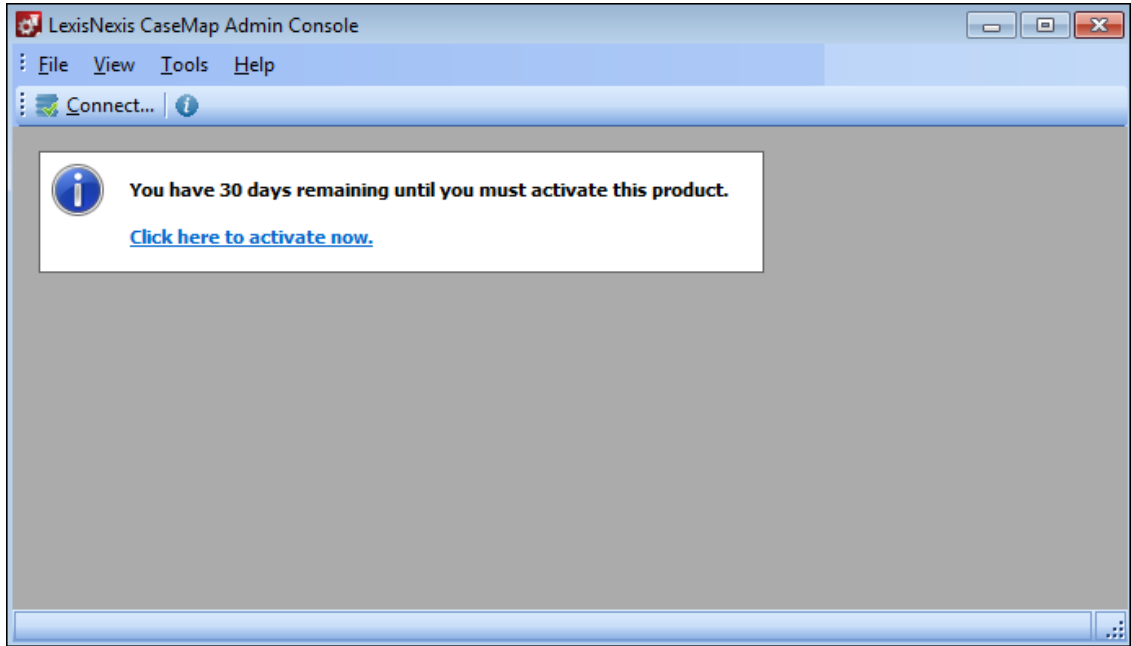 LexisNexis CaseMap Admin Console
File View Tools Help
Connect...
You have 30 days remaining until you must activate this product.
Click here to activate now.